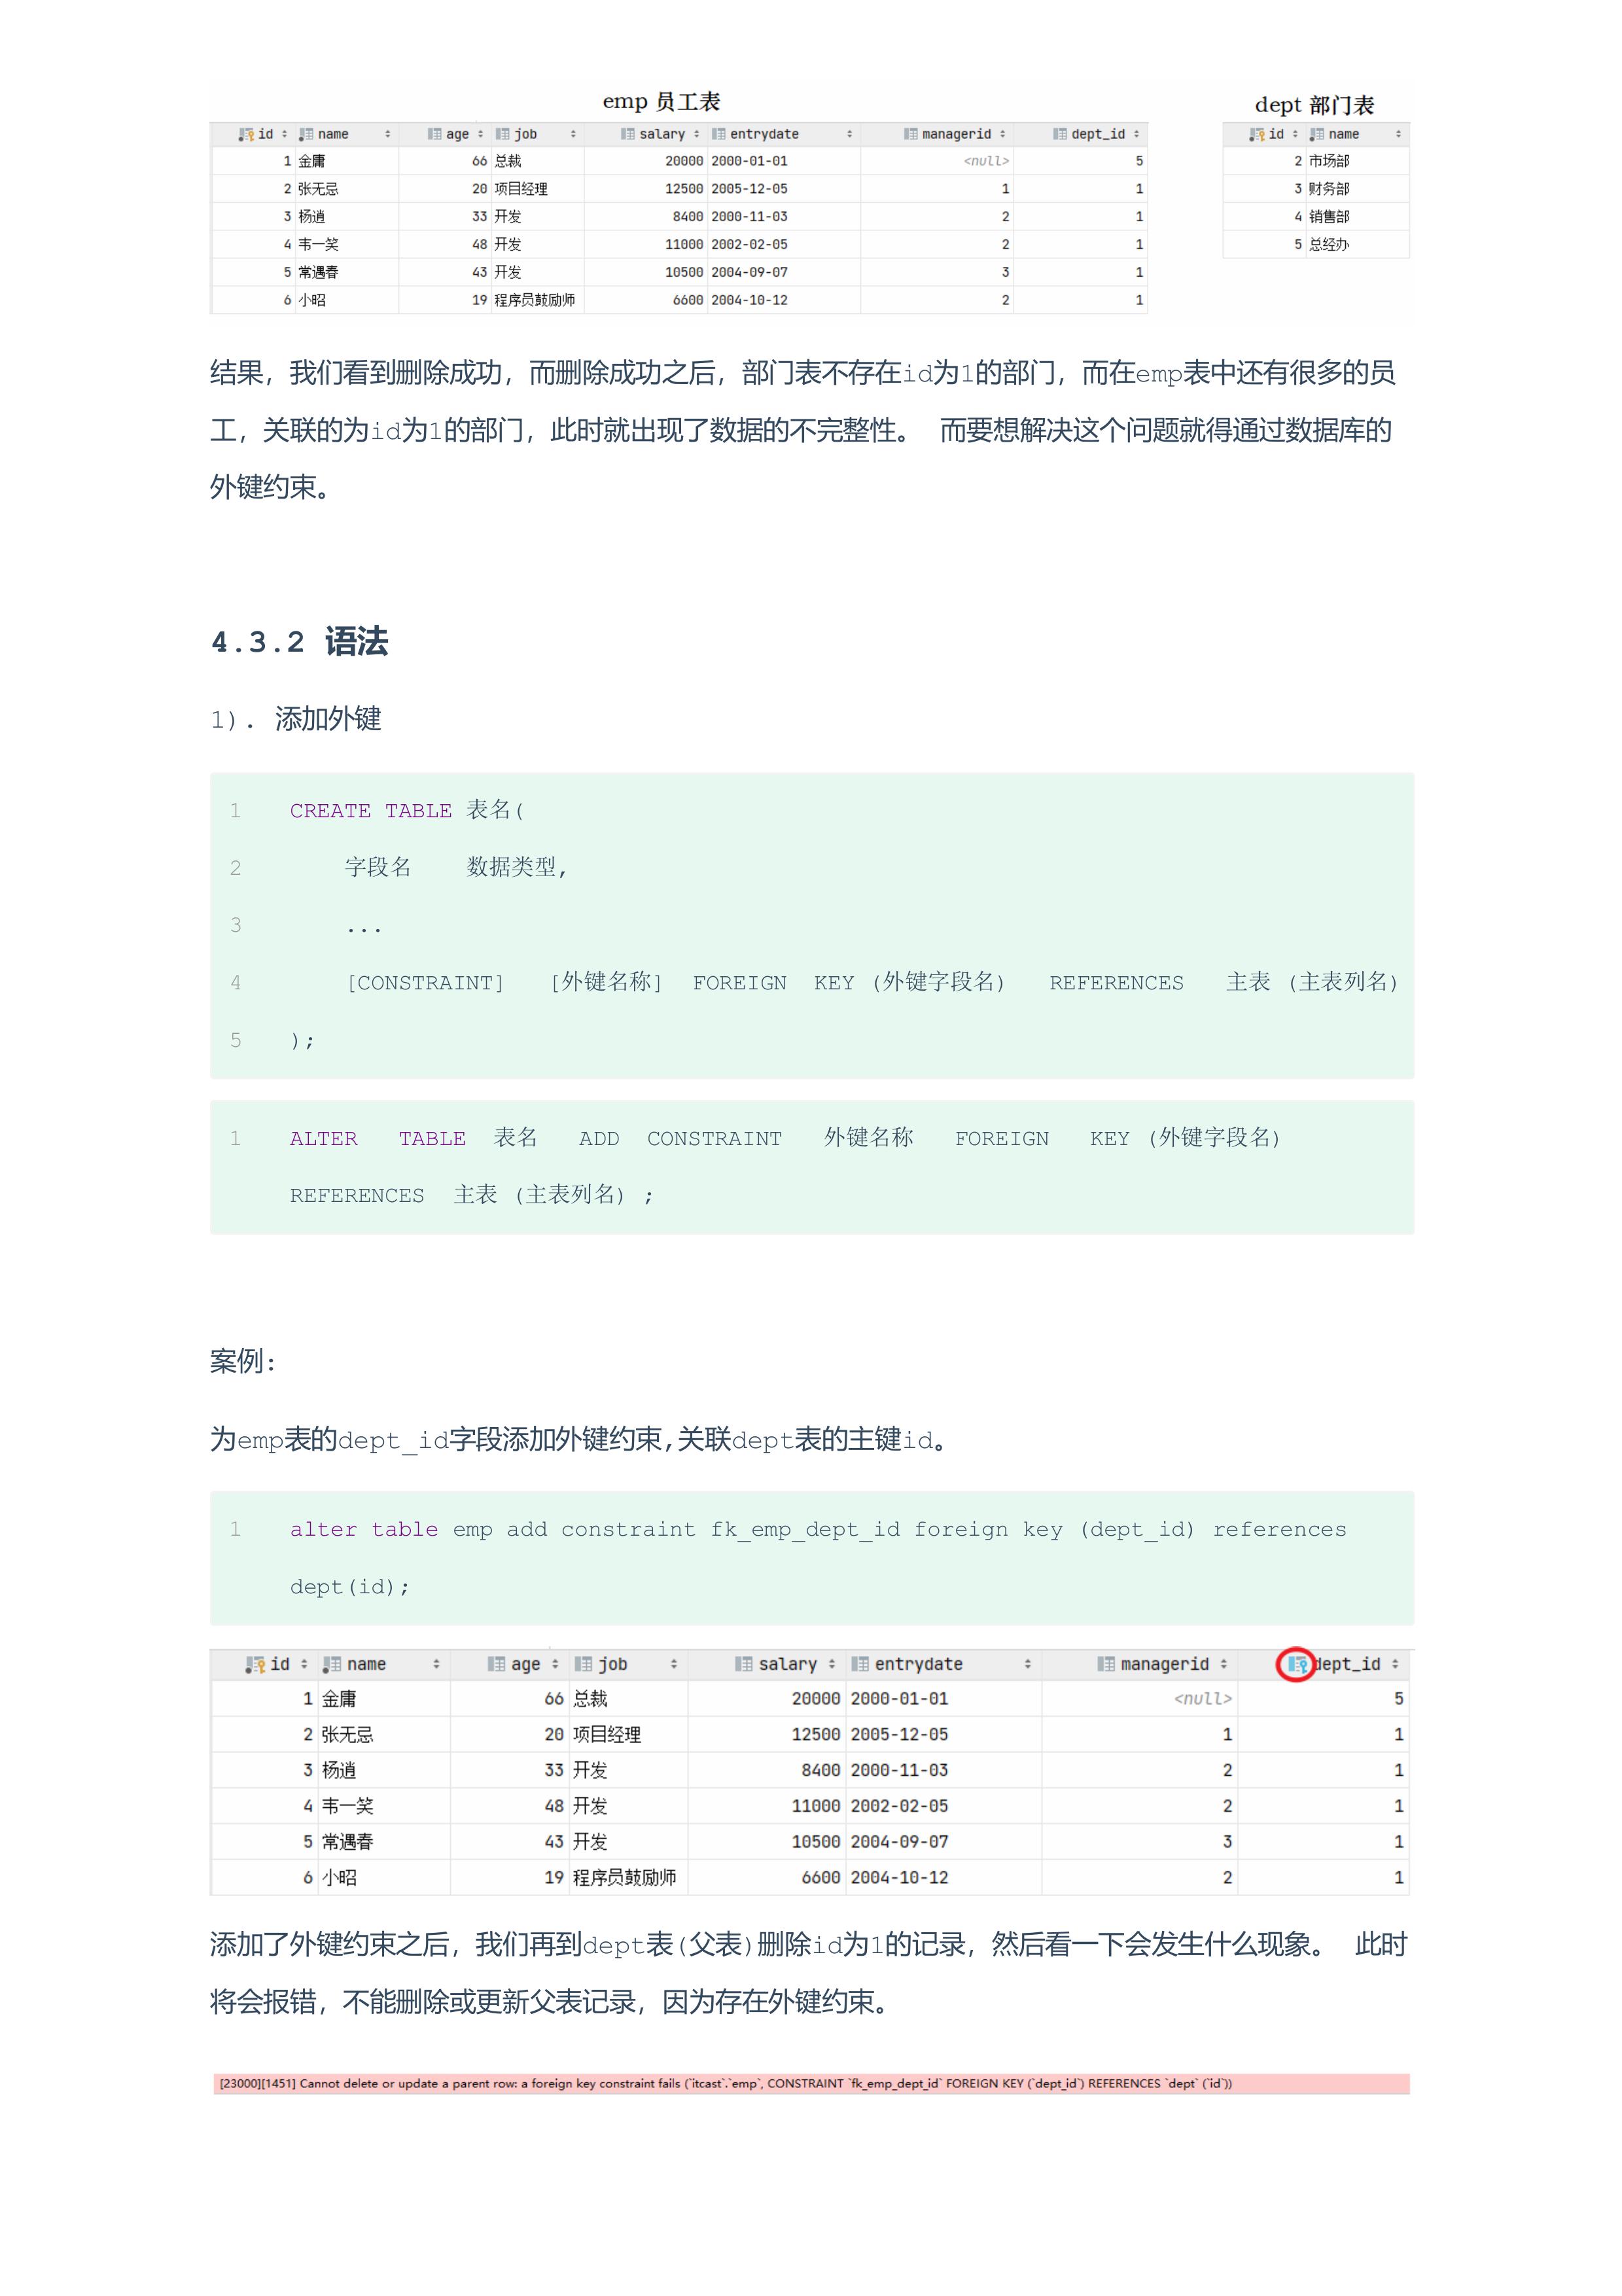 emp 员工表
dept 部门表
id name age job salary entrydate managerid dept_id
1 金庸 66 总裁 20000 2000-01-01 <null> 5
2 张无忌 20 项目经理 12500 2005-12-05 1 1
3 杨逍 33 开发 8400 2000-11-03 2 1
4 韦一笑 48 开发 11000 2002-02-05 2 1
5 常遇春 43 开发 10500 2004-09-07 3 1
6 小昭 19 程序员鼓励师 6600 2004-10-12 2 1
id name
2 市场部
3 财务部
4 销售部
5 总经办
结果，我们看到删除成功，而删除成功之后，部门表不存在id为1的部门，而在emp表中还有很多的员
工，关联的为id为1的部门，此时就出现了数据的不完整性。 而要想解决这个问题就得通过数据库的
外键约束。
4.3.2 语法
1). 添加外键
1 CREATE TABLE 表名(
2 字段名 数据类型,
3 ...
4 [CONSTRAINT] [外键名称] FOREIGN KEY (外键字段名) REFERENCES 主表 (主表列名)
5 );
1 ALTER TABLE 表名 ADD CONSTRAINT 外键名称 FOREIGN KEY (外键字段名)
REFERENCES 主表 (主表列名) ;
案例:
为emp表的dept_id字段添加外键约束,关联dept表的主键id。
1 alter table emp add constraint fk_emp_dept_id foreign key (dept_id) references
dept(id);
id name age job salary entrydate managerid dept_id
1 金庸 66 总裁 20000 2000-01-01 <null> 5
2 张无忌 20 项目经理 12500 2005-12-05 1 1
3 杨逍 33 开发 8400 2000-11-03 2 1
4 韦一笑 48 开发 11000 2002-02-05 2 1
5 常遇春 43 开发 10500 2004-09-07 3 1
6 小昭 19 程序员鼓励师 6600 2004-10-12 2 1
添加了外键约束之后，我们再到dept表(父表)删除id为1的记录，然后看一下会发生什么现象。 此时
将会报错，不能删除或更新父表记录，因为存在外键约束。
[23000][1451] Cannot delete or update a parent row: a foreign key constraint fails (`itcast`.`emp`, CONSTRAINT `fk_emp_dept_id` FOREIGN KEY (`dept_id`) REFERENCES `dept` (`id`))